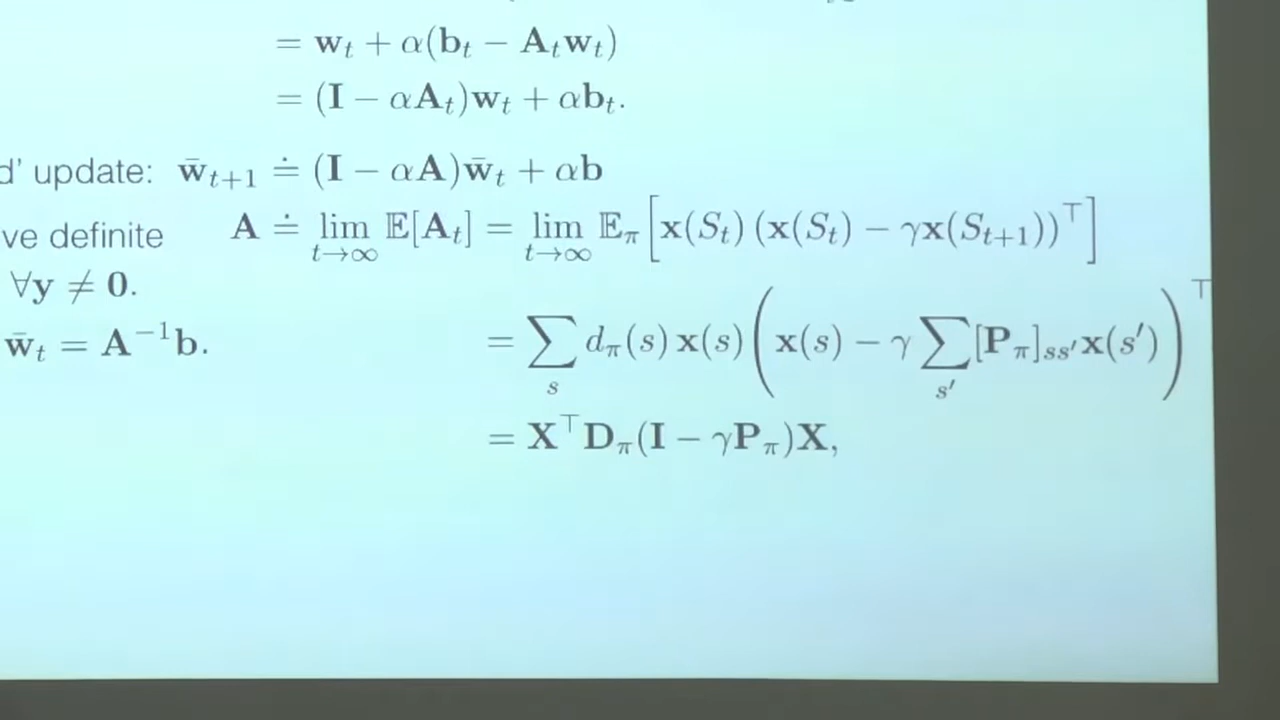 = w_t + α(b_t − A_t w_t)
= (I − αA_t)w_t + αb_t.
d' update: w̄_{t+1} ≐ (I − αA)w̄_t + αb
ve definite A ≐ lim_{t→∞} 𝔼[A_t] = lim_{t→∞} 𝔼_π [x(S_t) (x(S_t) − γx(S_{t+1}))^⊤]
∀y ≠ 0.
w̄_t = A^{−1}b. = ∑_s d_π(s) x(s) (x(s) − γ ∑_{s′} [P_π]_{ss′} x(s′))^⊤
= X^⊤ D_π(I − γP_π)X,